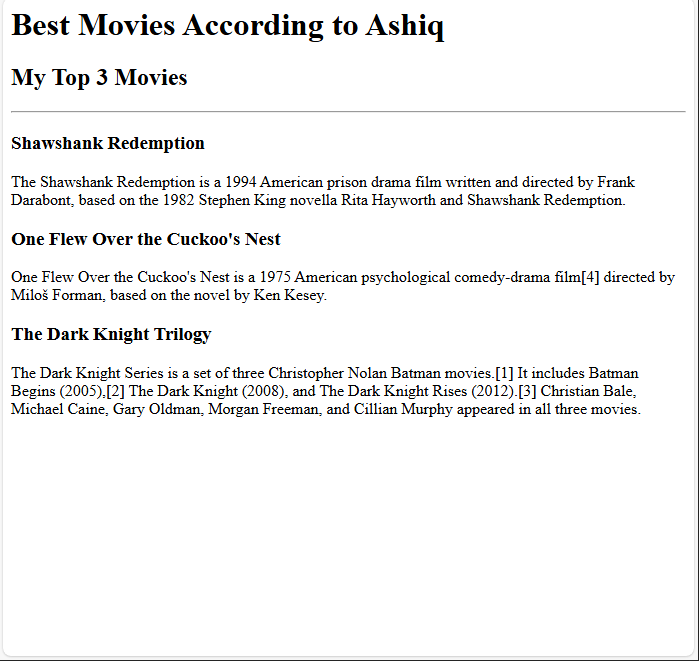 Best Movies According to Ashiq
My Top 3 Movies
Shawshank Redemption
The Shawshank Redemption is a 1994 American prison drama film written and directed by Frank
Darabont, based on the 1982 Stephen King novella Rita Hayworth and Shawshank Redemption.
One Flew Over the Cuckoo's Nest
One Flew Over the Cuckoo's Nest is a 1975 American psychological comedy-drama film[4] directed by
Miloš Forman, based on the novel by Ken Kesey.
The Dark Knight Trilogy
The Dark Knight Series is a set of three Christopher Nolan Batman movies.[1] It includes Batman
Begins (2005),[2] The Dark Knight (2008), and The Dark Knight Rises (2012).[3] Christian Bale,
Michael Caine, Gary Oldman, Morgan Freeman, and Cillian Murphy appeared in all three movies.